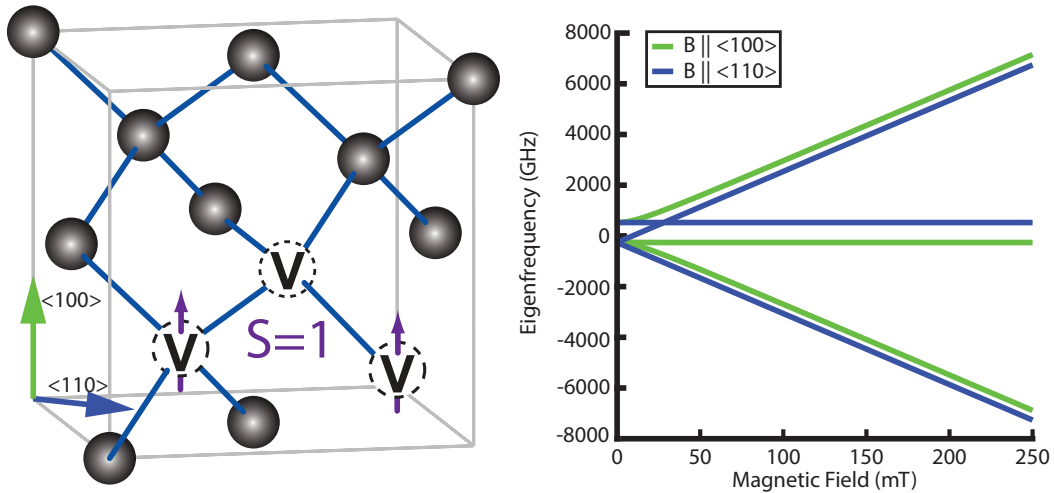 <100>
<110>
V
V
V
S=1
B || <100>
B || <110>
8000
6000
4000
2000
0
-2000
-4000
-6000
-8000
Eigenfrequency (GHz)
0
50
100
150
200
250
Magnetic Field (mT)